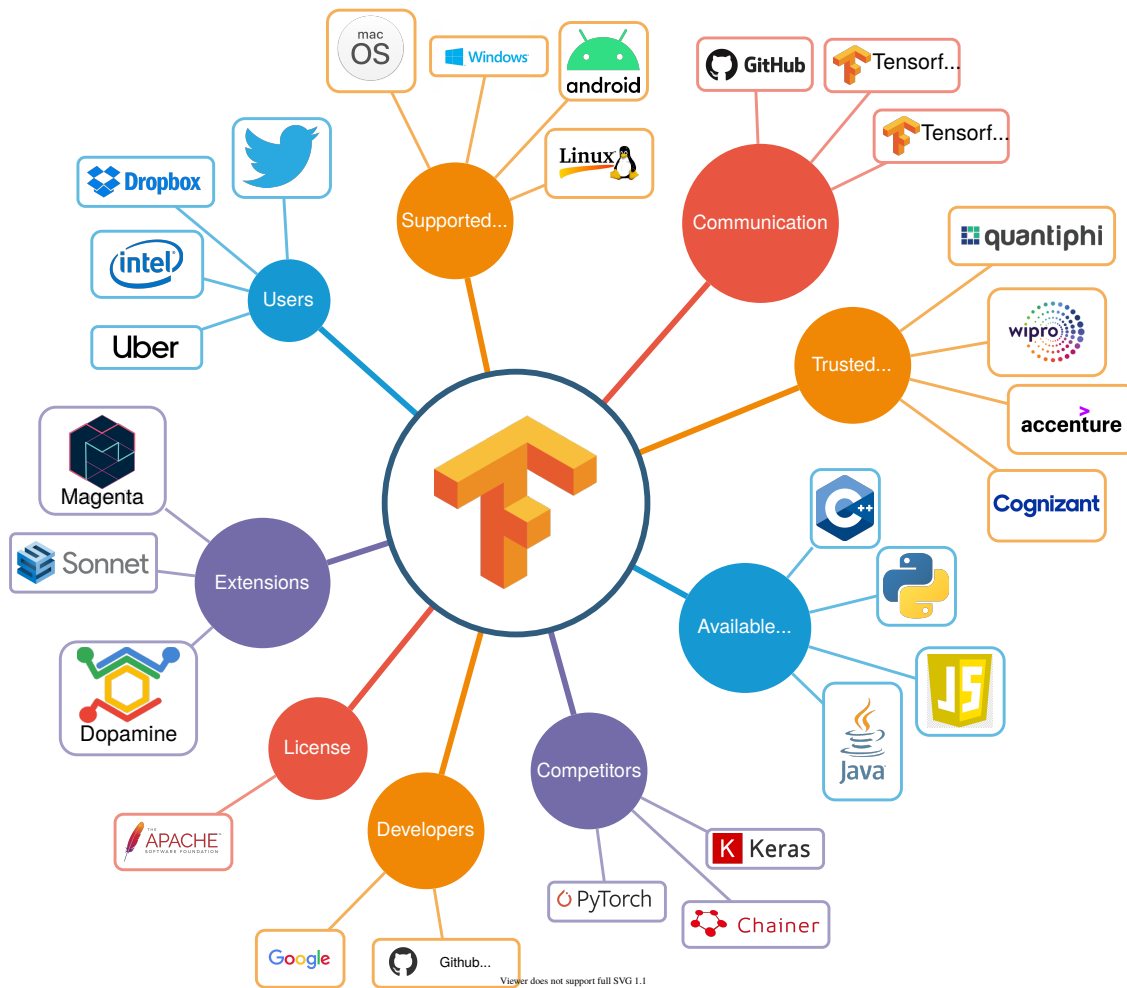 mac
OS
Windows
android
Linux
GitHub
Tensorf...
Tensorf...
Dropbox
intel
Uber
Users
Supported...
Communication
quantiphi
wipro
accenture
Cognizant
Trusted...
Magenta
Sonnet
Dopamine
Extensions
C++
JS
Java
Available...
License
THE
APACHE
SOFTWARE FOUNDATION
Developers
Google
Github...
Competitors
K Keras
PyTorch
Chainer
Viewer does not support full SVG 1.1